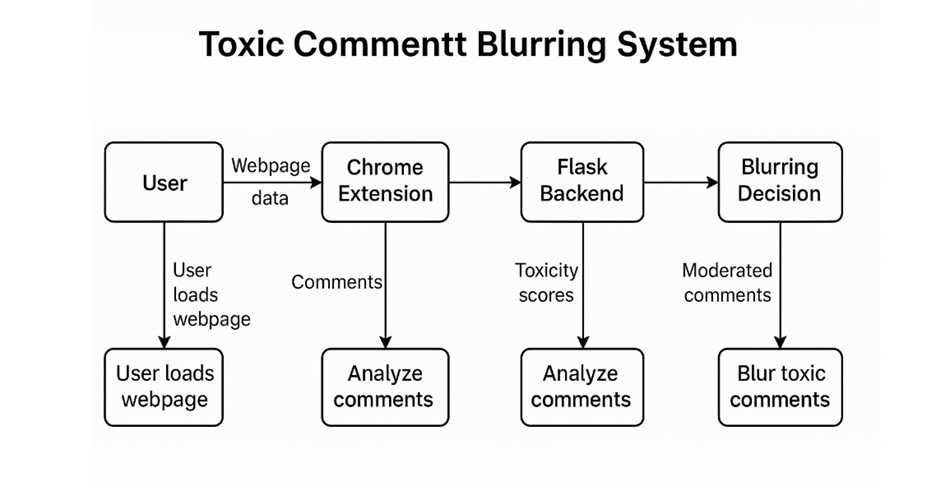 Toxic Commentt Blurring System
User
Webpage
data
Chrome
Extension
Flask
Backend
Blurring
Decision
User
loads
webpage
Comments
Toxicity
scores
Moderated
comments
User loads
webpage
Analyze
comments
Analyze
comments
Blur toxic
comments